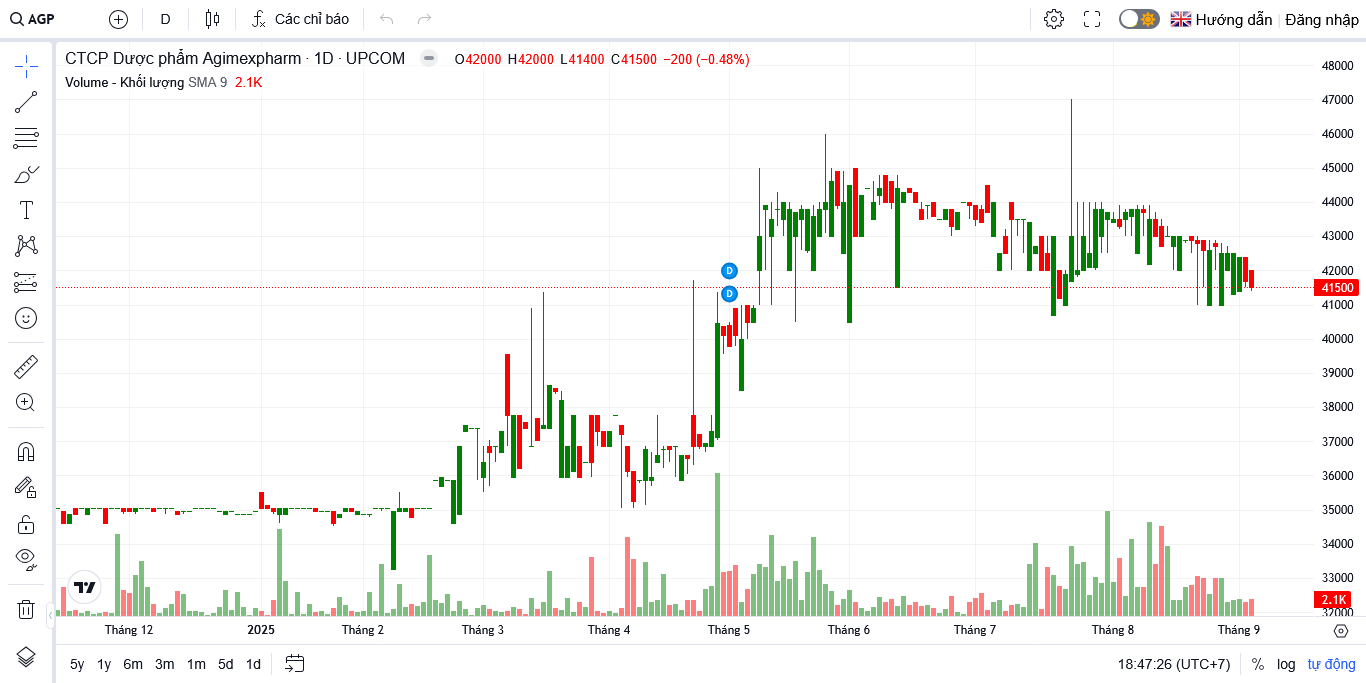 AGP D Các chỉ báo Hướng dẫn Đăng nhập
CTCP Dược phẩm Agimexpharm · 1D · UPCOM O42000 H42000 L41400 C41500 −200 (−0.48%)
Volume - Khối lượng SMA 9 2.1K
48000
47000
46000
45000
44000
43000
D
42000
D
41500
41000
40000
39000
38000
37000
36000
35000
34000
33000
2.1K
32000
Tháng 12 2025 Tháng 2 Tháng 3 Tháng 4 Tháng 5 Tháng 6 Tháng 7 Tháng 8 Tháng 9
5y 1y 6m 3m 1m 5d 1d 18:47:26 (UTC+7) % log tự động